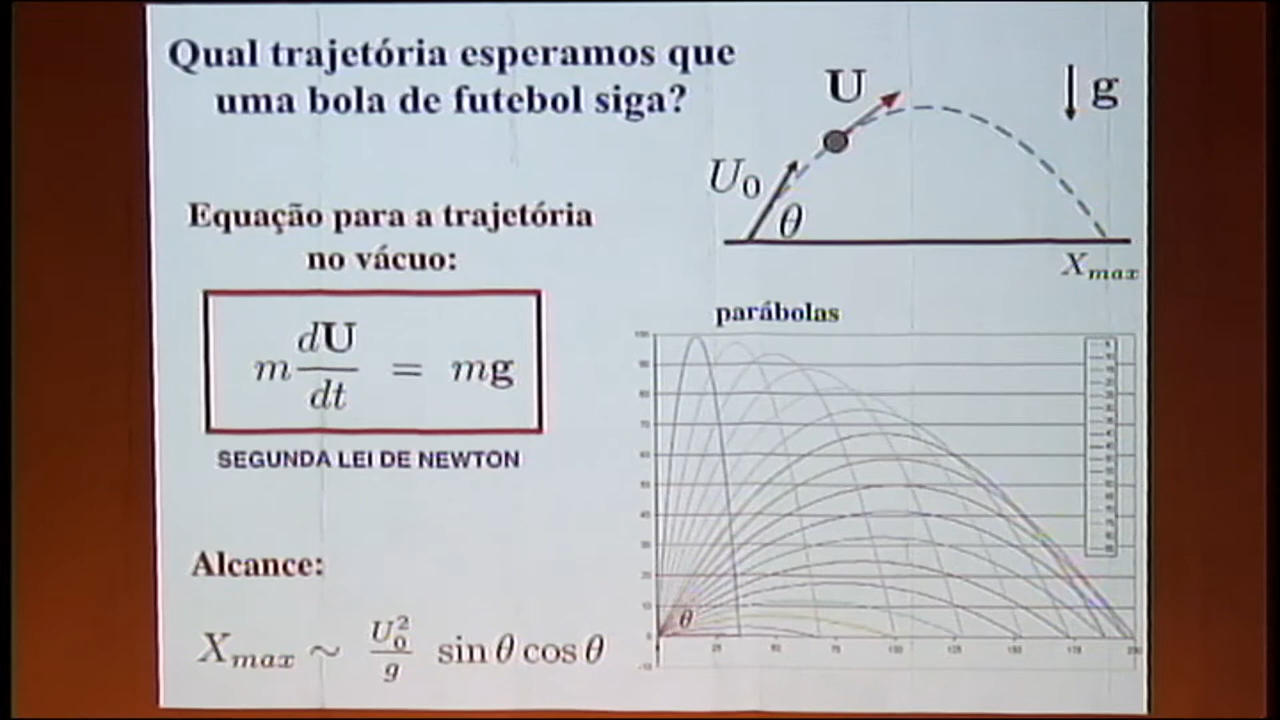 Qual trajetória esperamos que
uma bola de futebol siga?
U
g
U₀
θ
Xmax
Equação para a trajetória
no vácuo:
m dU/dt = mg
SEGUNDA LEI DE NEWTON
parábolas
θ
Alcance:
Xmax ~ U₀²/g sin θ cos θ